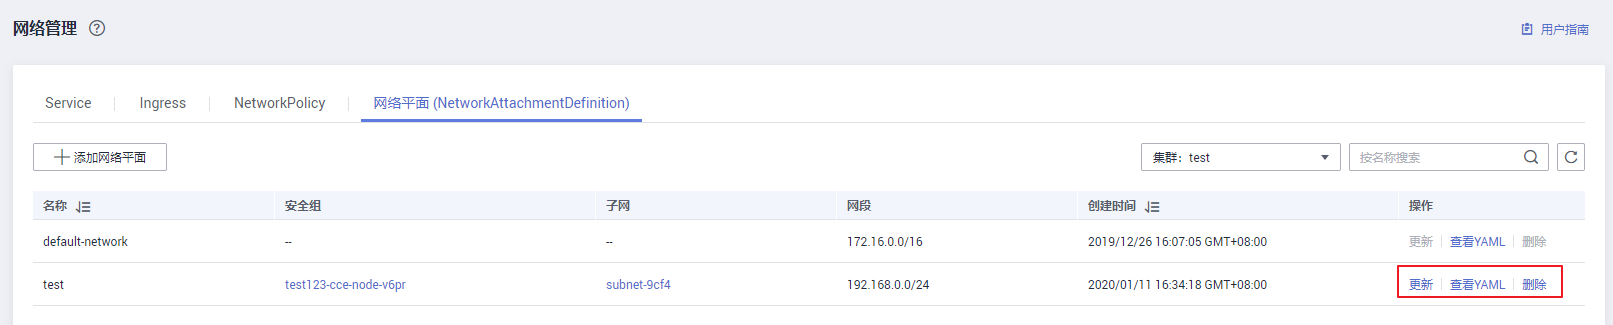 网络管理
用户指南
Service Ingress NetworkPolicy 网络平面 (NetworkAttachmentDefinition)
添加网络平面 集群：test 按名称搜索
名称 安全组 子网 网段 创建时间 操作
default-network -- -- 172.16.0.0/16 2019/12/26 16:07:05 GMT+08:00 更新 查看YAML 删除
test test123-cce-node-v6pr subnet-9cf4 192.168.0.0/24 2020/01/11 16:34:18 GMT+08:00 更新 查看YAML 删除